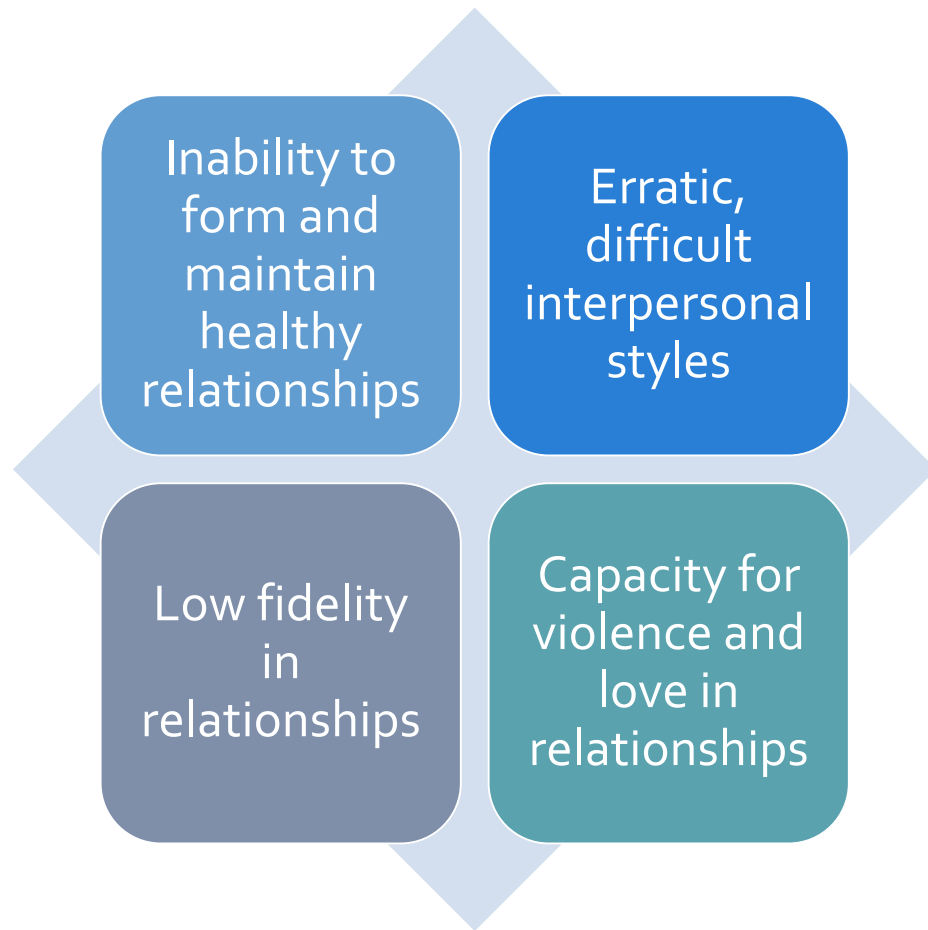 Inability to
form and
maintain
healthy
relationships
Erratic,
difficult
interpersonal
styles
Low fidelity
in
relationships
Capacity for
violence and
love in
relationships